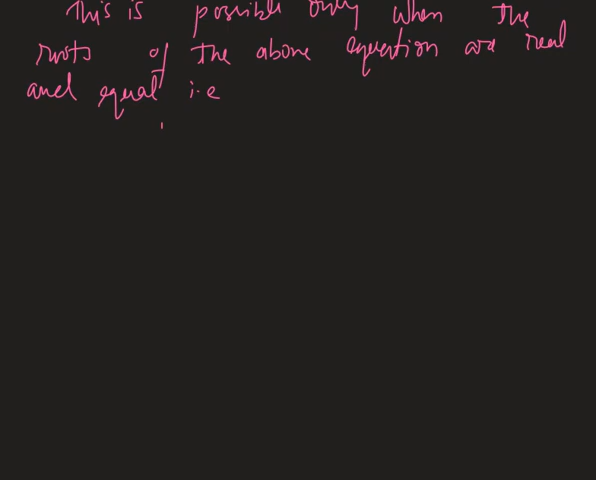 This is possible only when the
roots of the above equation are real
and equal i.e